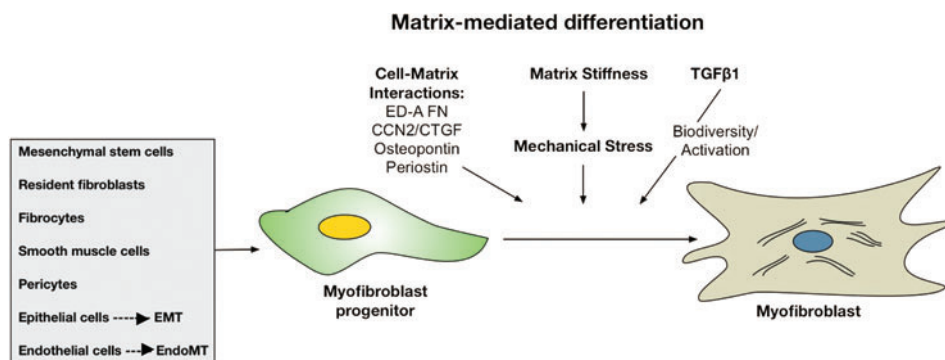 Matrix-mediated differentiation
Cell-Matrix
Interactions:
ED-A FN
CCN2/CTGF
Osteopontin
Periostin
Matrix Stiffness
Mechanical Stress
TGFβ1
Biodiversity/
Activation
Mesenchymal stem cells
Resident fibroblasts
Fibrocytes
Smooth muscle cells
Pericytes
Epithelial cells EMT
Endothelial cells EndoMT
Myofibroblast
progenitor
Myofibroblast